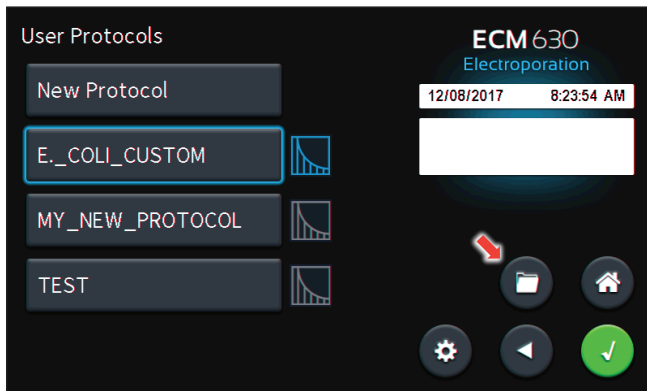 User Protocols
New Protocol
E._COLI_CUSTOM
MY_NEW_PROTOCOL
TEST
ECM 630
Electroporation
12/08/2017 8:23:54 AM